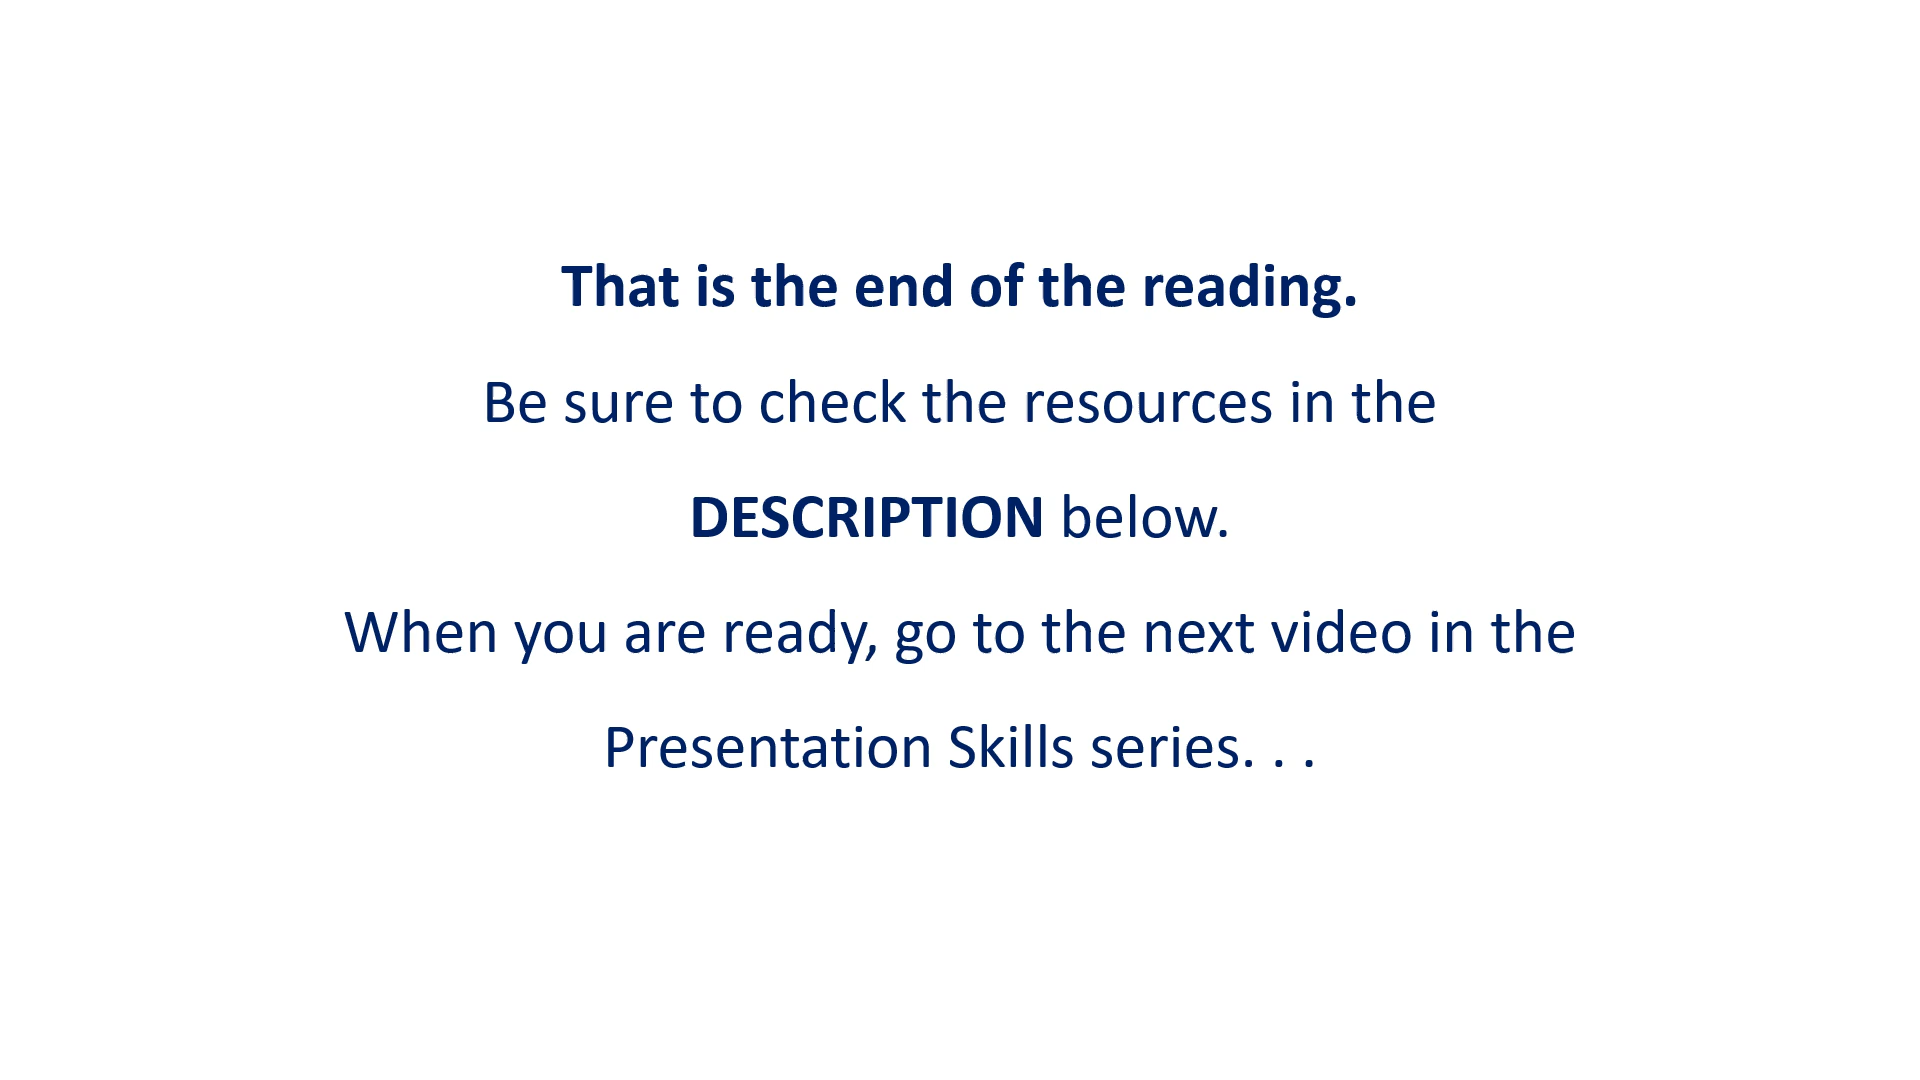 That is the end of the reading.
Be sure to check the resources in the
DESCRIPTION below.
When you are ready, go to the next video in the
Presentation Skills series. . .